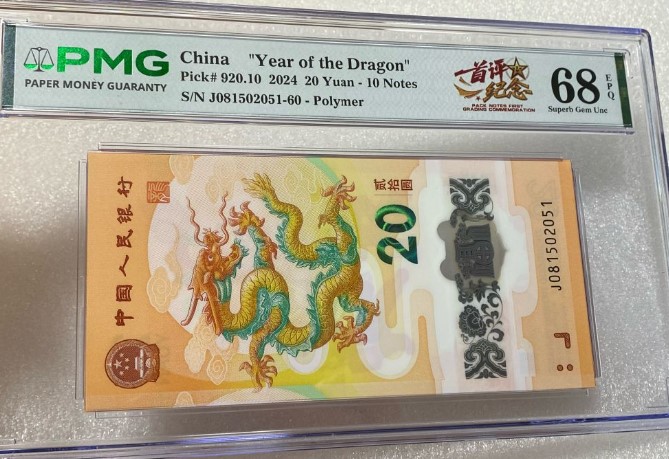 PMG
PAPER MONEY GUARANTY
China "Year of the Dragon"
Pick# 920.10 2024 20 Yuan - 10 Notes
S/N J081502051-60 - Polymer
首评
纪念
PACK NOTES FIRST
GRADING COMMEMORATION
68
EPQ
Superb Gem Unc
中国人民银行
贰拾圆
20
J081502051